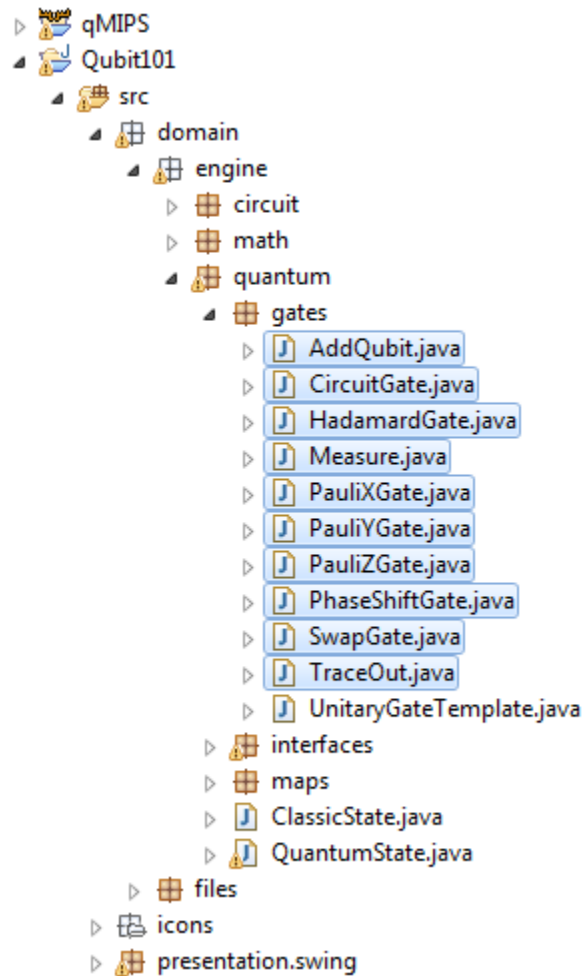 qMIPS
Qubit101
src
domain
engine
circuit
math
quantum
gates
AddQubit.java
CircuitGate.java
HadamardGate.java
Measure.java
PauliXGate.java
PauliYGate.java
PauliZGate.java
PhaseShiftGate.java
SwapGate.java
TraceOut.java
UnitaryGateTemplate.java
interfaces
maps
ClassicState.java
QuantumState.java
files
icons
presentation.swing